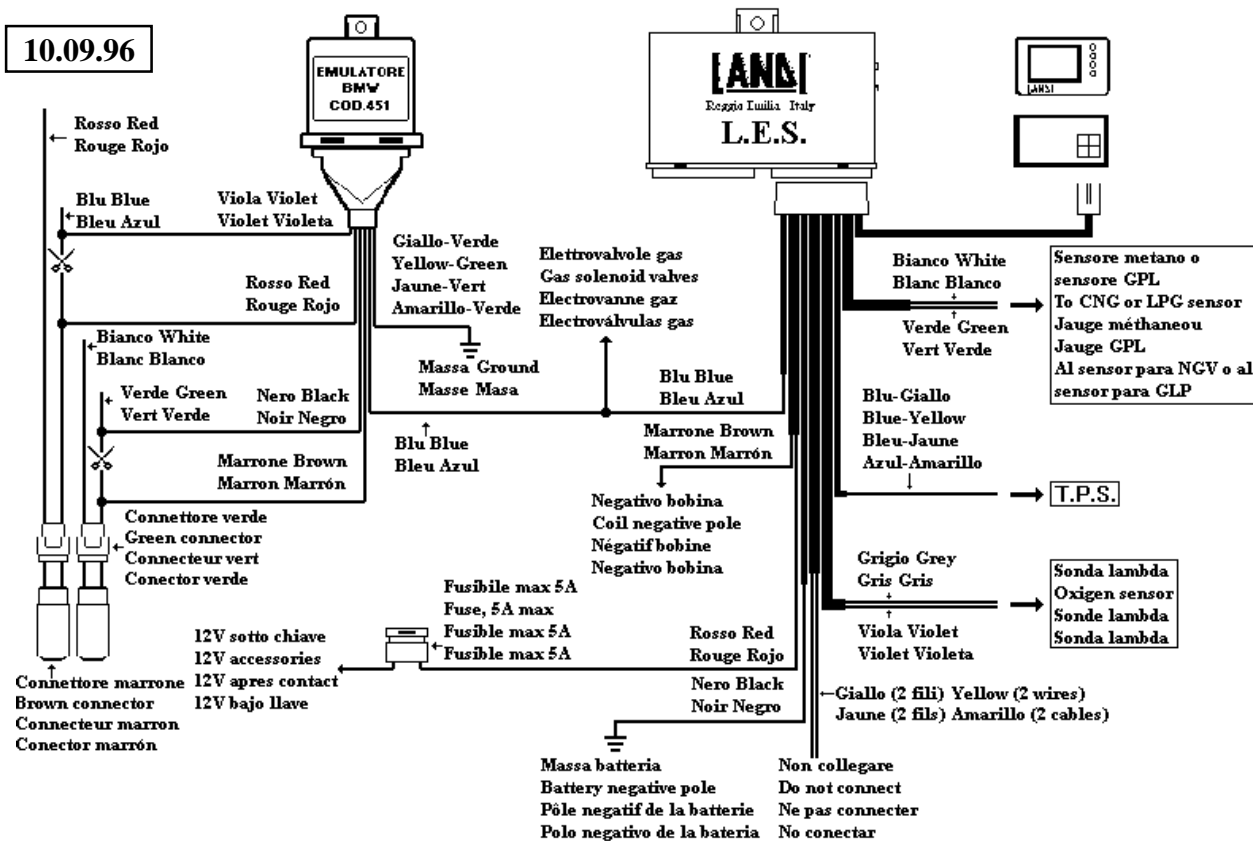 10.09.96
EMULATORE
BMW
COD.451
LANDI
Reggio Emilia Italy
L.E.S.
LANDI
Rosso Red
Rouge Rojo
Blu Blue
Bleu Azul
Viola Violet
Violet Violeta
Rosso Red
Rouge Rojo
Bianco White
Blanc Blanco
Verde Green
Vert Verde
Nero Black
Noir Negro
Marrone Brown
Marron Marrón
Connettore verde
Green connector
Connecteur vert
Conector verde
Connettore marrone
Brown connector
Connecteur marron
Conector marrón
Giallo-Verde
Yellow-Green
Jaune-Vert
Amarillo-Verde
Massa Ground
Masse Masa
Blu Blue
Bleu Azul
Elettrovalvole gas
Gas solenoid valves
Electrovanne gaz
Electroválvulas gas
Blu Blue
Bleu Azul
Marrone Brown
Marron Marrón
Negativo bobina
Coil negative pole
Négatif bobine
Negativo bobina
Fusibile max 5A
Fuse, 5A max
Fusible max 5A
Fusible max 5A
12V sotto chiave
12V accessories
12V apres contact
12V bajo llave
Rosso Red
Rouge Rojo
Nero Black
Noir Negro
Massa batteria
Battery negative pole
Pôle negatif de la batterie
Polo negativo de la bateria
Giallo (2 fili) Yellow (2 wires)
Jaune (2 fils) Amarillo (2 cables)
Non collegare
Do not connect
Ne pas connecter
No conectar
Bianco White
Blanc Blanco
Verde Green
Vert Verde
Sensore metano o
sensore GPL
To CNG or LPG sensor
Jauge méthaneou
Jauge GPL
Al sensor para NGV o al
sensor para GLP
Blu-Giallo
Blue-Yellow
Bleu-Jaune
Azul-Amarillo
T.P.S.
Grigio Grey
Gris Gris
Viola Violet
Violet Violeta
Sonda lambda
Oxigen sensor
Sonde lambda
Sonda lambda